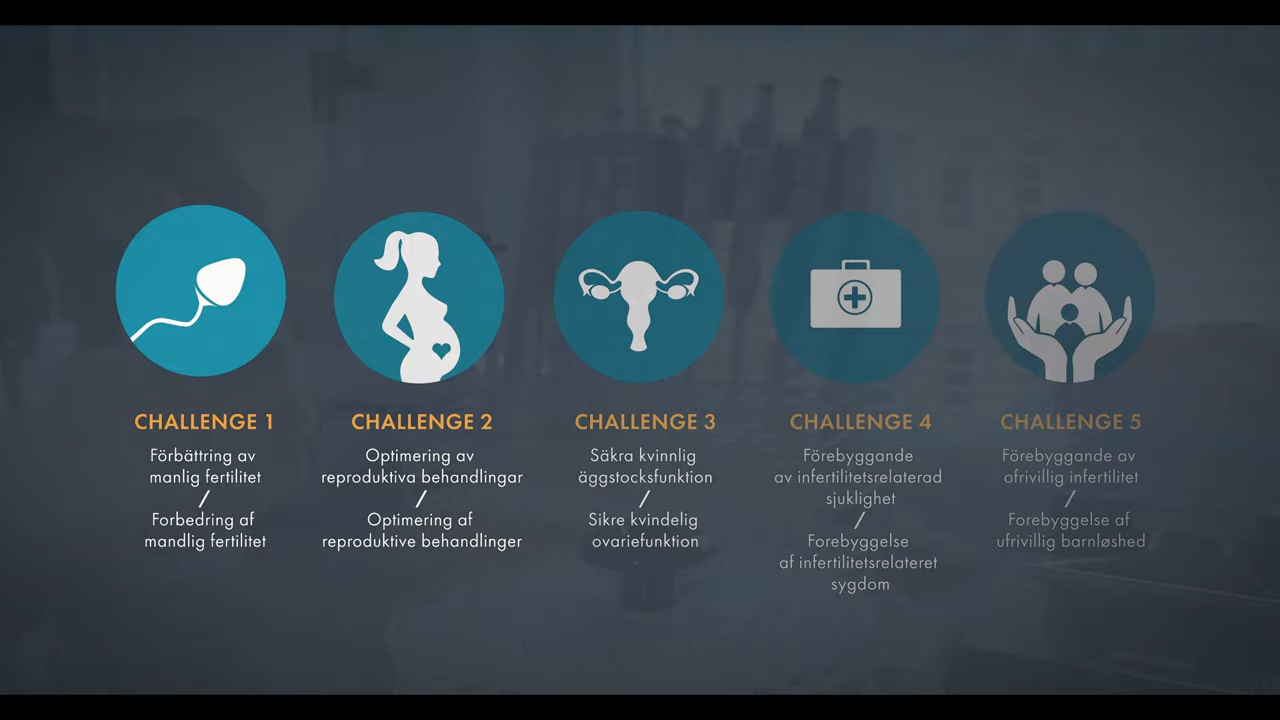 CHALLENGE 1
Förbättring av
manlig fertilitet
/
Forbedring af
mandlig fertilitet
CHALLENGE 2
Optimering av
reproduktiva behandlingar
/
Optimering af
reproduktive behandlinger
CHALLENGE 3
Säkra kvinnlig
äggstocksfunktion
/
Sikre kvindelig
ovariefunktion
CHALLENGE 4
Förebyggande
av infertilitetsrelaterad
sjuklighet
/
Forebyggelse
af infertilitetsrelateret
sygdom
CHALLENGE 5
Förebyggande av
ofrivillig infertilitet
/
Forebyggelse af
ufrivillig barnløshed